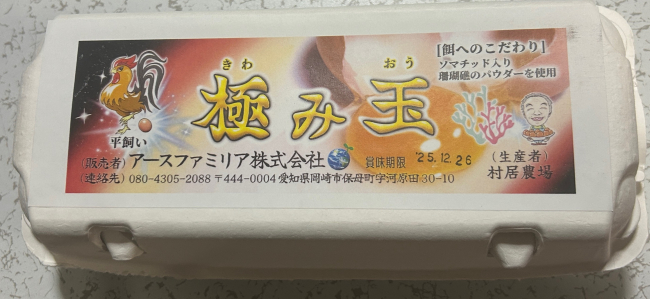 [餌へのこだわり]
ソマチッド入り
珊瑚礁のパウダーを使用
きわ おう
極み玉
平飼い
(販売者) アースファミリア株式会社
賞味期限 '25.12.26
(生産者)
村居農場
(連絡先) 080-4305-2088 〒444-0004 愛知県岡崎市保母町字河原田30-10